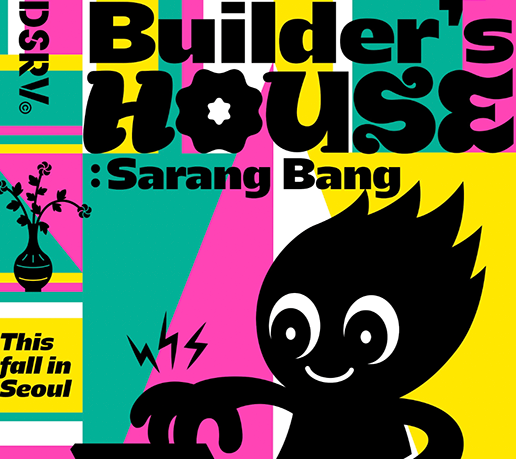 DSRV©
Builder's
HOUSE
: Sarang Bang
This
fall in
Seoul